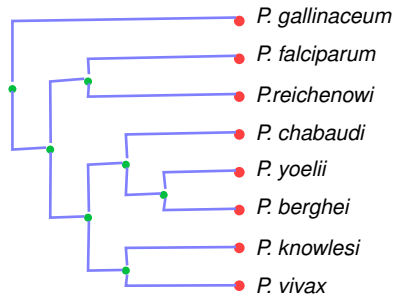 P. gallinaceum
P. falciparum
P.reichenowi
P. chabaudi
P. yoelii
P. berghei
P. knowlesi
P. vivax